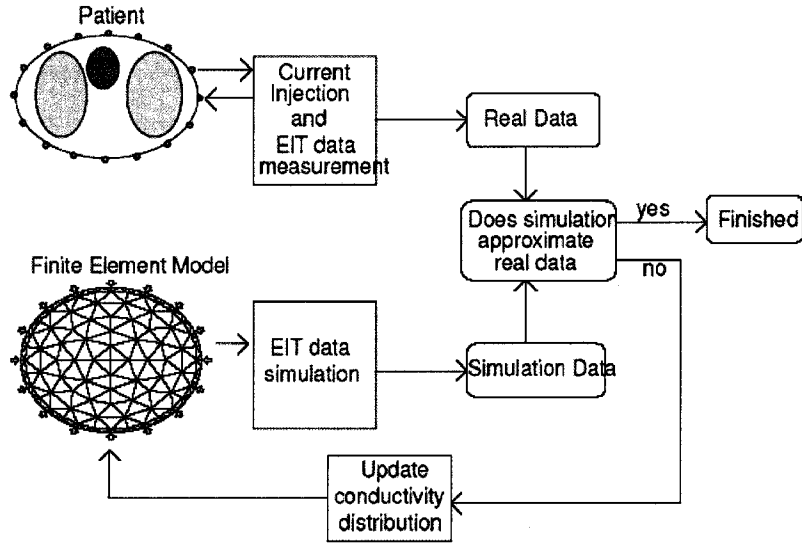 Patient
Current
Injection
and
EIT data
measurement
Real Data
Does simulation
approximate
real data
yes
Finished
no
Finite Element Model
EIT data
simulation
Simulation Data
Update
conductivity
distribution